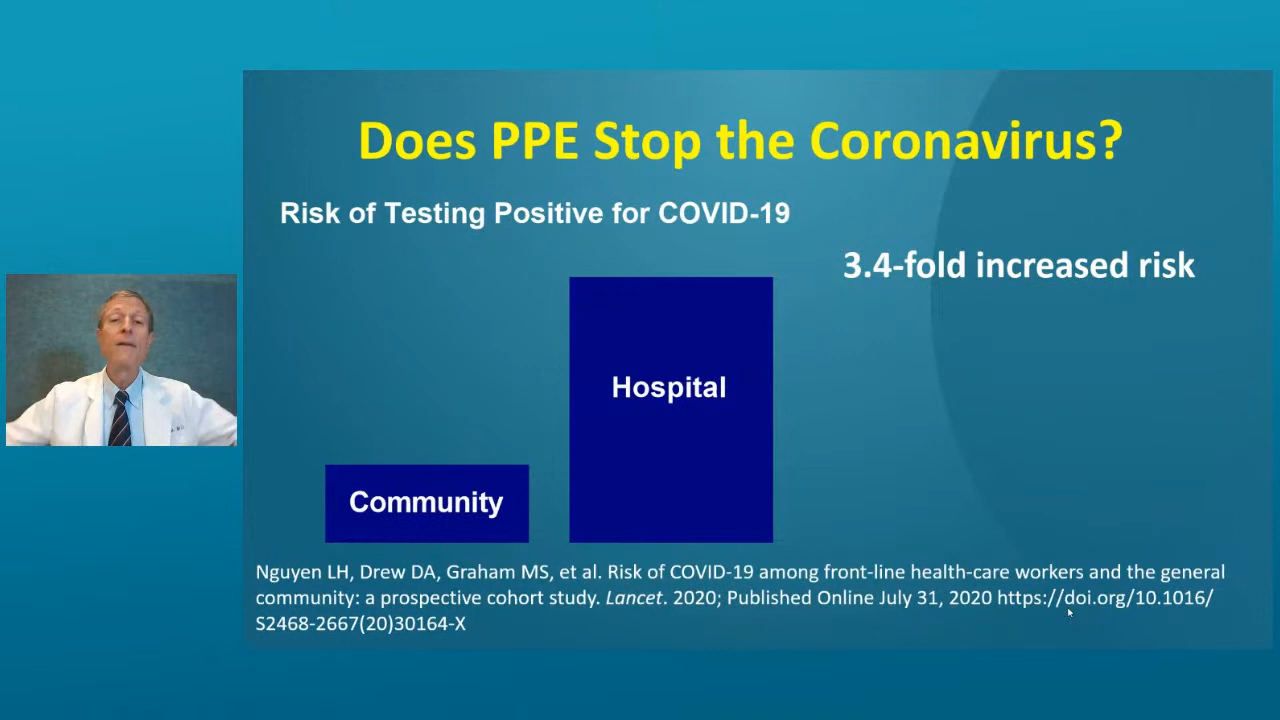 Does PPE Stop the Coronavirus?
Risk of Testing Positive for COVID-19
3.4-fold increased risk
Hospital
Community
Nguyen LH, Drew DA, Graham MS, et al. Risk of COVID-19 among front-line health-care workers and the general
community: a prospective cohort study. Lancet. 2020; Published Online July 31, 2020 https://doi.org/10.1016/
S2468-2667(20)30164-X